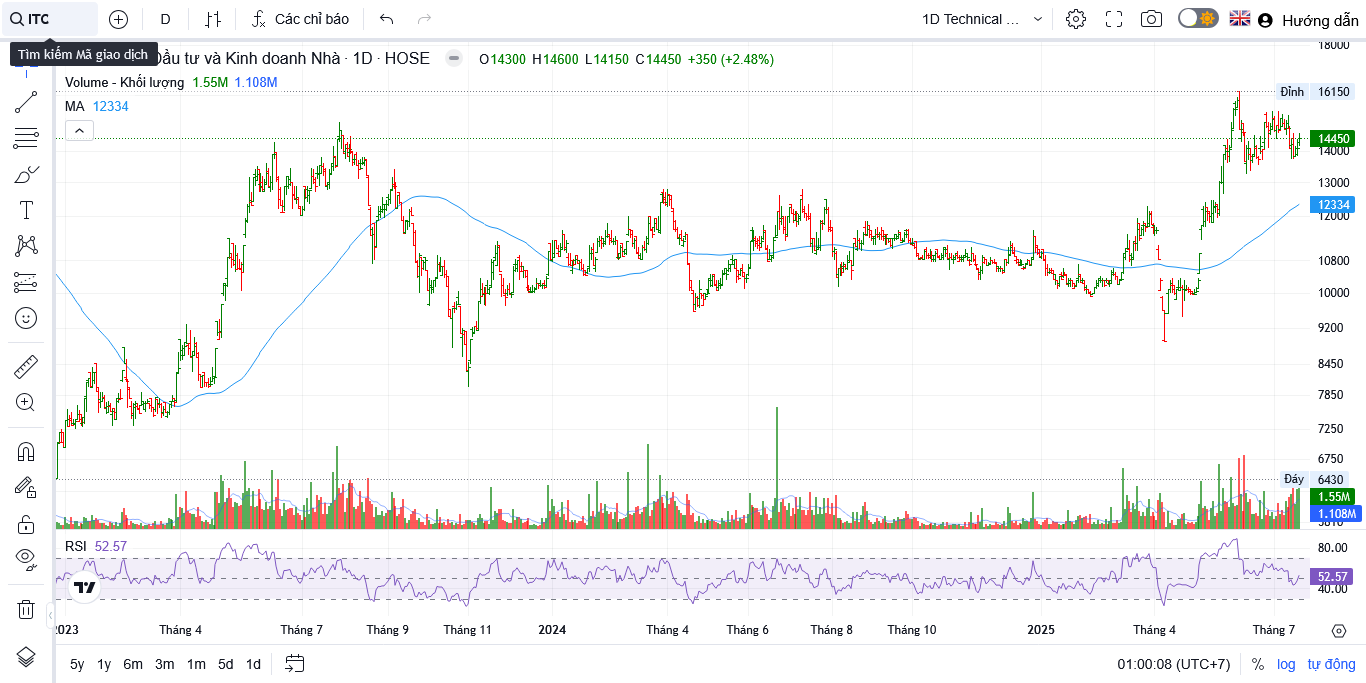 ITC
D
Các chỉ báo
1D Technical ...
Hướng dẫn
Tìm kiếm Mã giao dịch
Đầu tư và Kinh doanh Nhà · 1D · HOSE
O14300 H14600 L14150 C14450 +350 (+2.48%)
Volume - Khối lượng 1.55M 1.108M
MA 12334
18000
Đỉnh 16150
14450
14000
13000
12334
12000
10800
10000
9200
8450
7850
7250
6750
Đáy 6430
1.55M
1.108M
RSI 52.57
80.00
52.57
40.00
2023 Tháng 4 Tháng 7 Tháng 9 Tháng 11 2024 Tháng 4 Tháng 6 Tháng 8 Tháng 10 2025 Tháng 4 Tháng 7
5y 1y 6m 3m 1m 5d 1d
01:00:08 (UTC+7) % log tự động